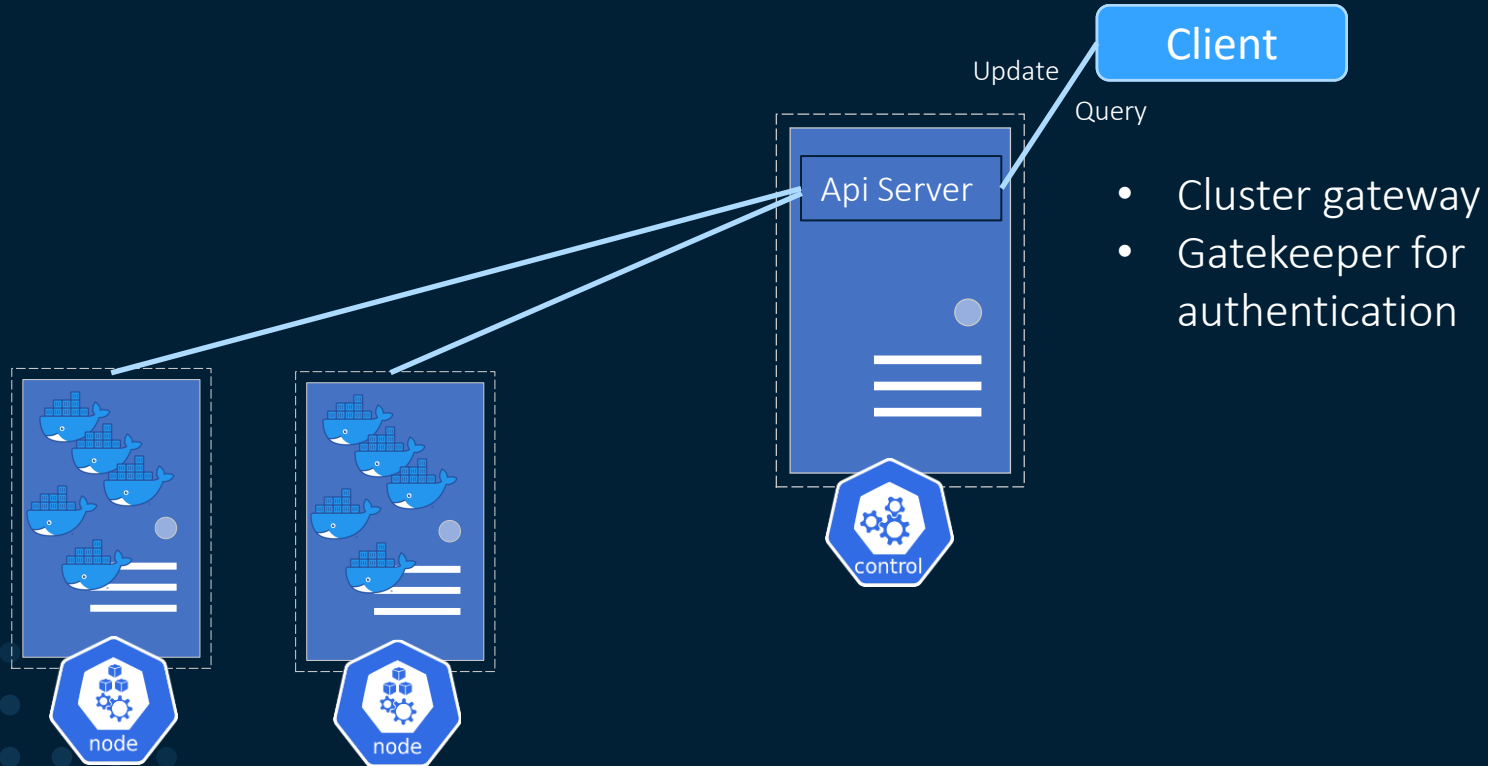 Client
Update
Query
Api Server
• Cluster gateway
• Gatekeeper for
authentication
control
node
node